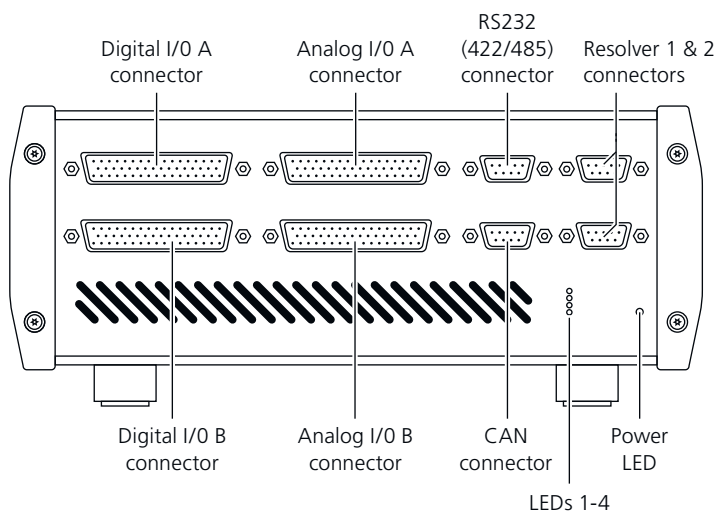 Digital I/0 A
connector
Analog I/0 A
connector
RS232
(422/485)
connector
Resolver 1 & 2
connectors
Digital I/0 B
connector
Analog I/0 B
connector
CAN
connector
Power
LED
LEDs 1-4